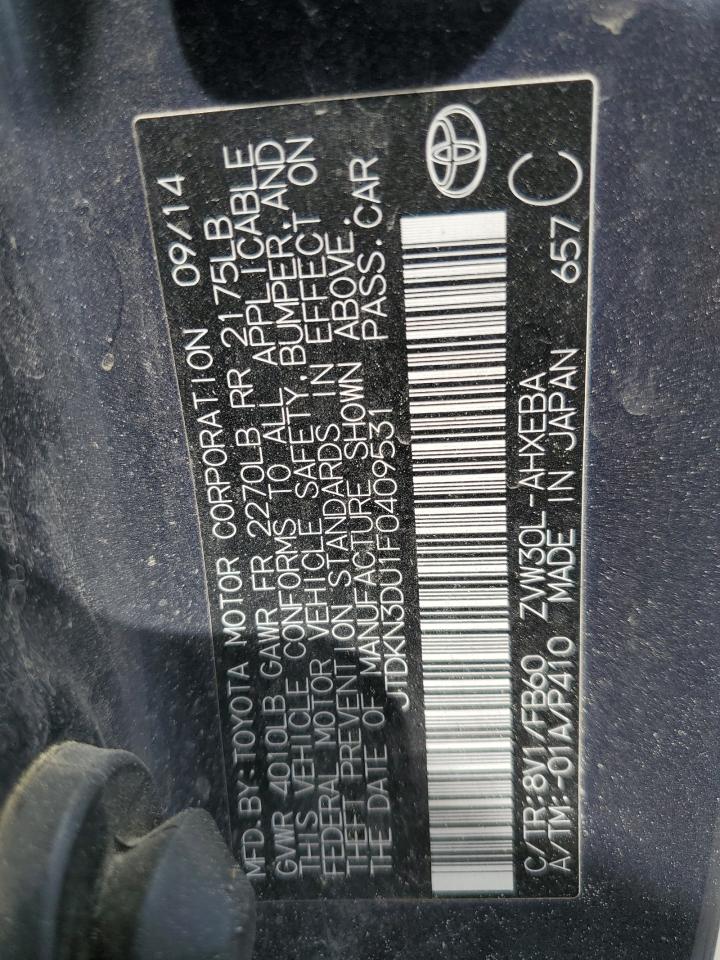 MFD. BY: TOYOTA MOTOR CORPORATION 09/14
GVWR 4010LB GAWR FR 2270LB RR 2175LB
THIS VEHICLE CONFORMS TO ALL APPLICABLE
FEDERAL MOTOR VEHICLE SAFETY, BUMPER, AND
THEFT PREVENTION STANDARDS IN EFFECT ON
THE DATE OF MANUFACTURE SHOWN ABOVE.
JTDKN3DU1F0409531 PASS. CAR
C/TR:8V1/FB60 ZVW30L-AHXEBA
A/TM:-01A/P410 MADE IN JAPAN 657
C